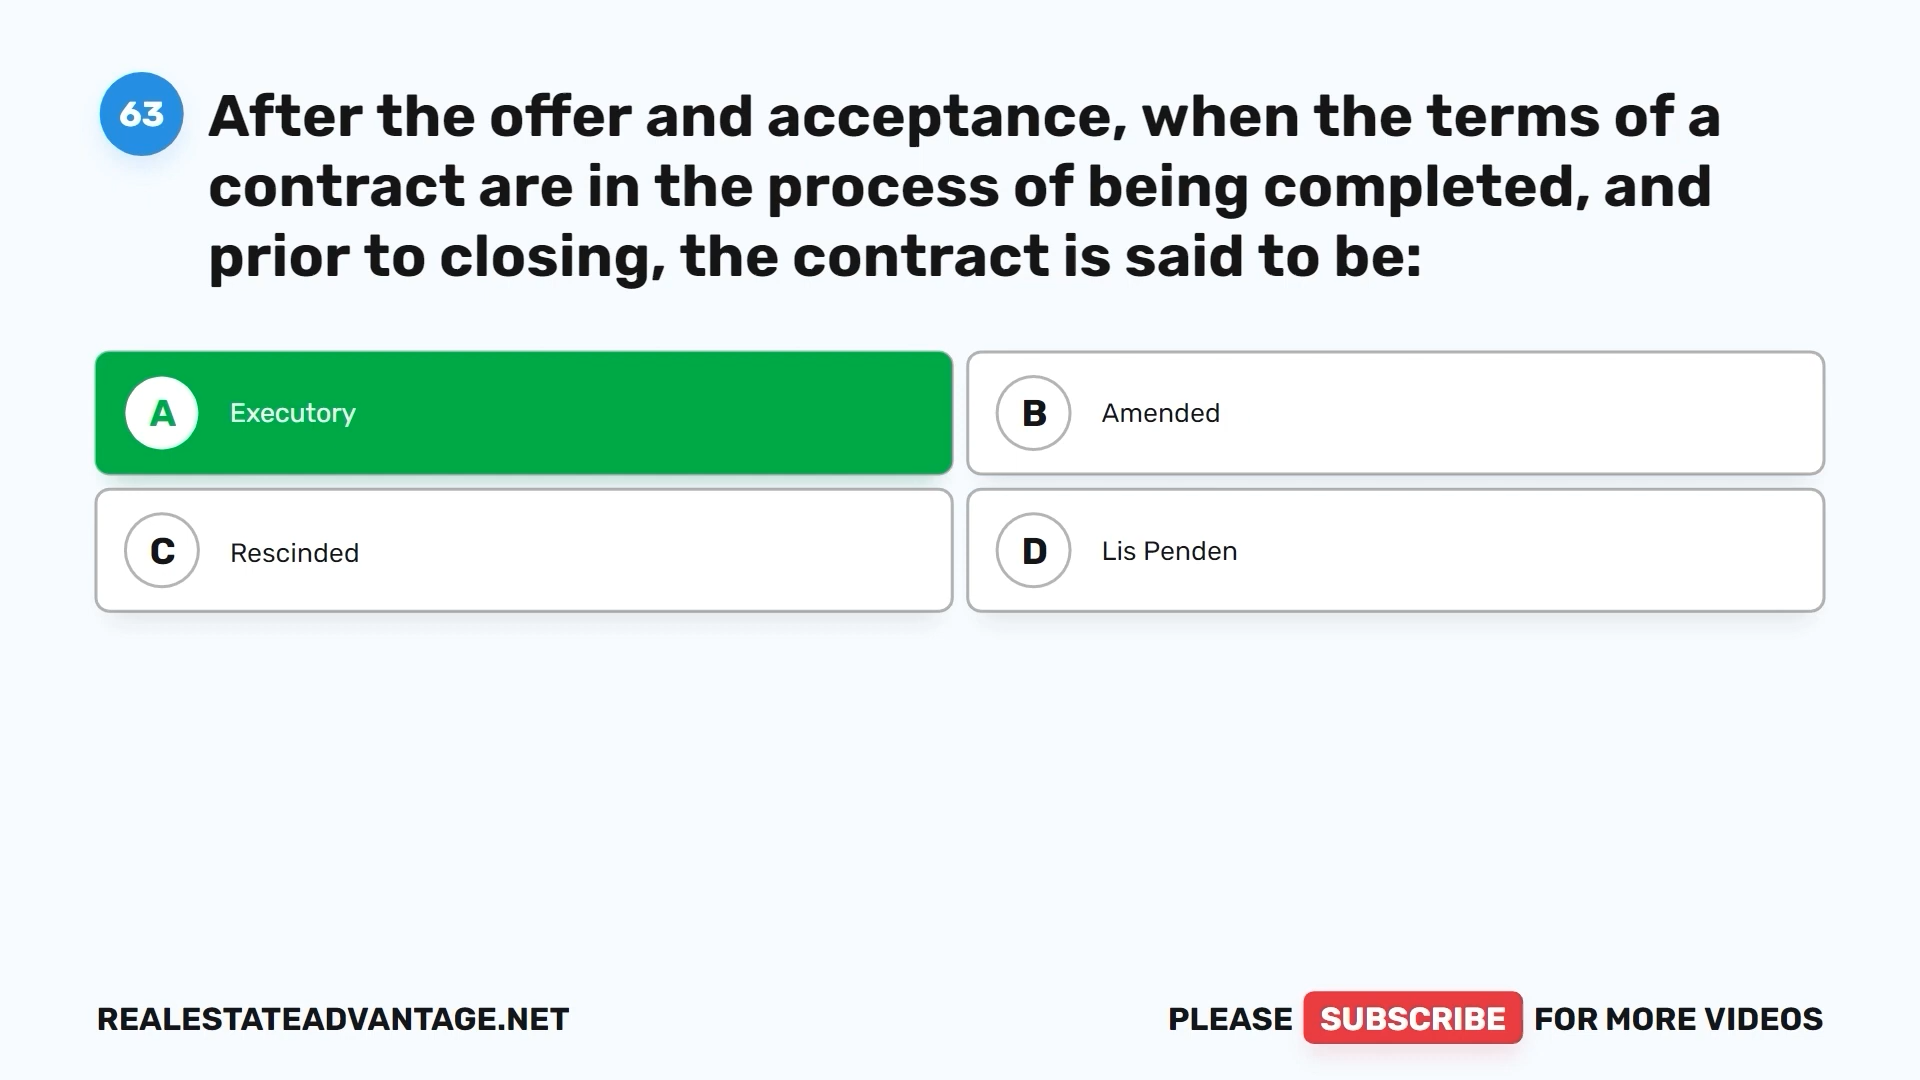 63
After the offer and acceptance, when the terms of a
contract are in the process of being completed, and
prior to closing, the contract is said to be:
A Executory
B Amended
C Rescinded
D Lis Penden
REALESTATEADVANTAGE.NET
PLEASE SUBSCRIBE FOR MORE VIDEOS